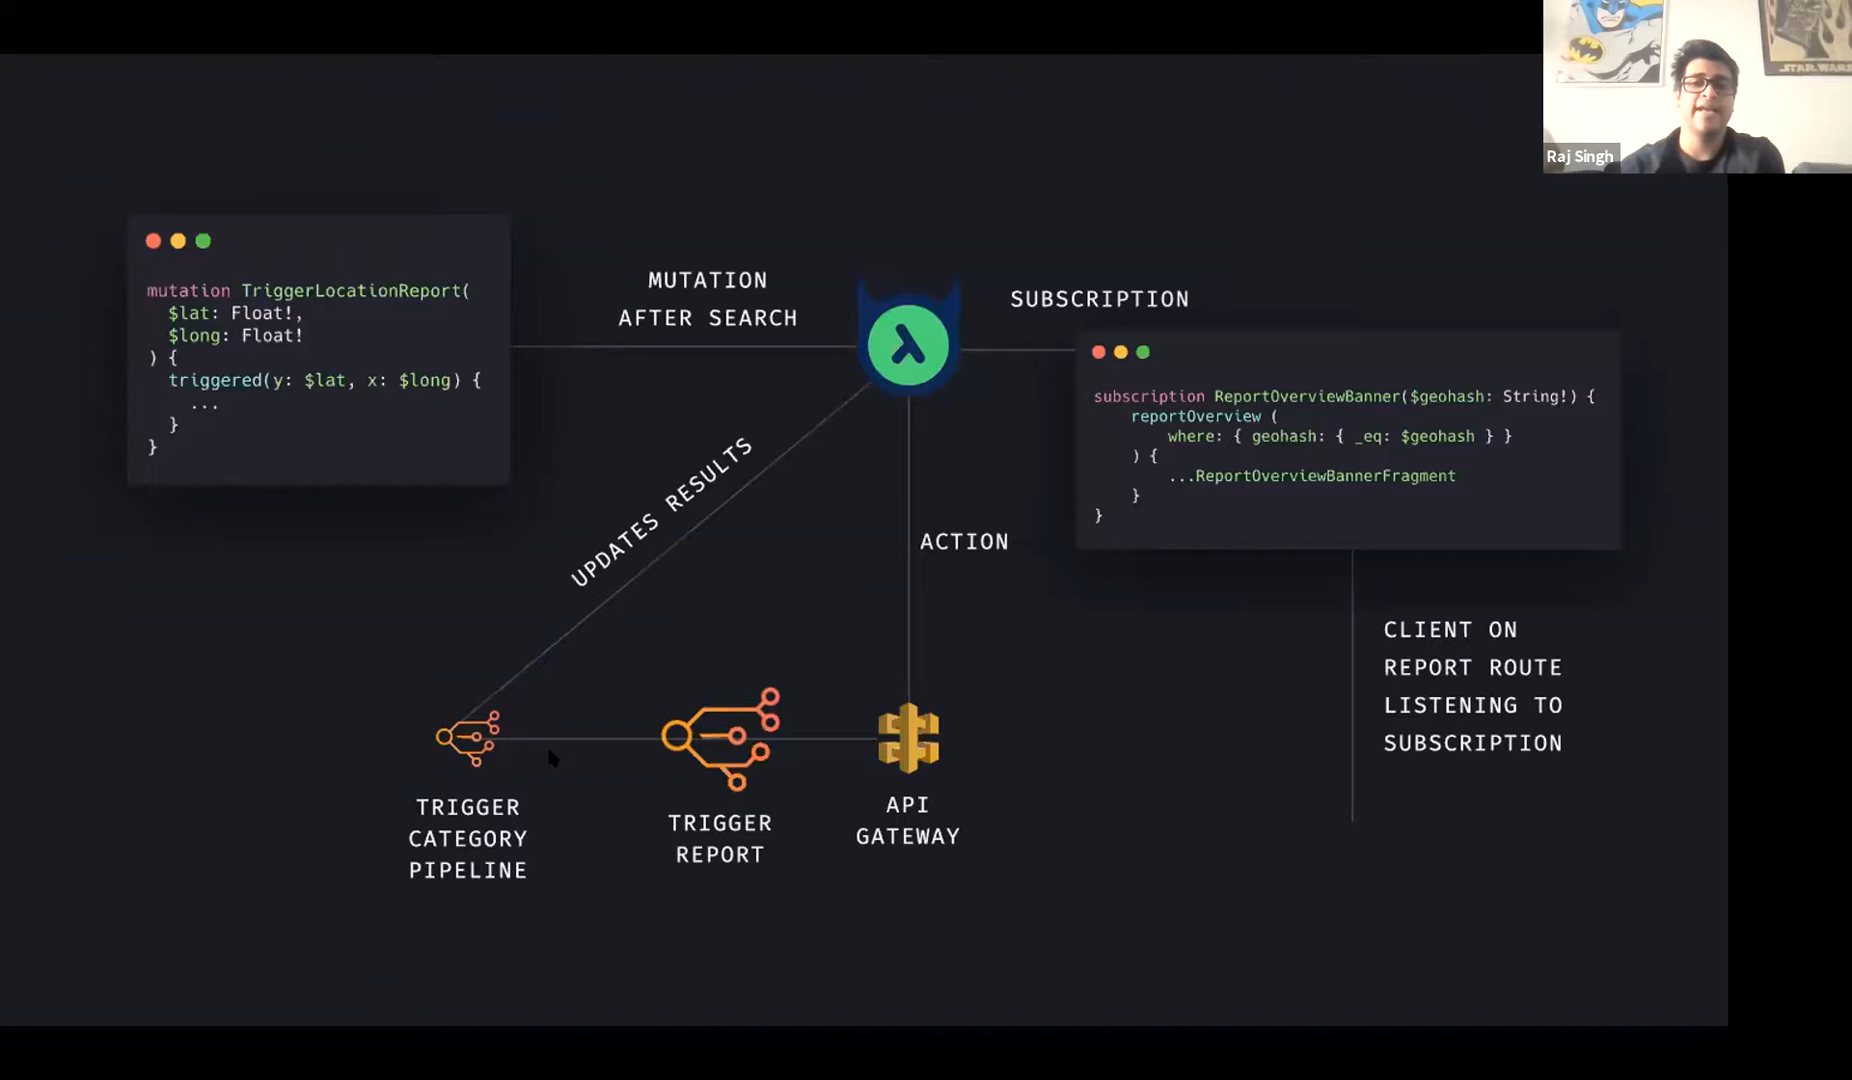 STAR.WARS
Raj Singh
mutation TriggerLocationReport(
$lat: Float!,
$long: Float!
) {
triggered(y: $lat, x: $long) {
...
}
}
MUTATION
AFTER SEARCH
SUBSCRIPTION
subscription ReportOverviewBanner($geohash: String!) {
reportOverview (
where: { geohash: { _eq: $geohash } }
) {
...ReportOverviewBannerFragment
}
}
UPDATES RESULTS
ACTION
CLIENT ON
REPORT ROUTE
LISTENING TO
SUBSCRIPTION
TRIGGER
CATEGORY
PIPELINE
TRIGGER
REPORT
API
GATEWAY